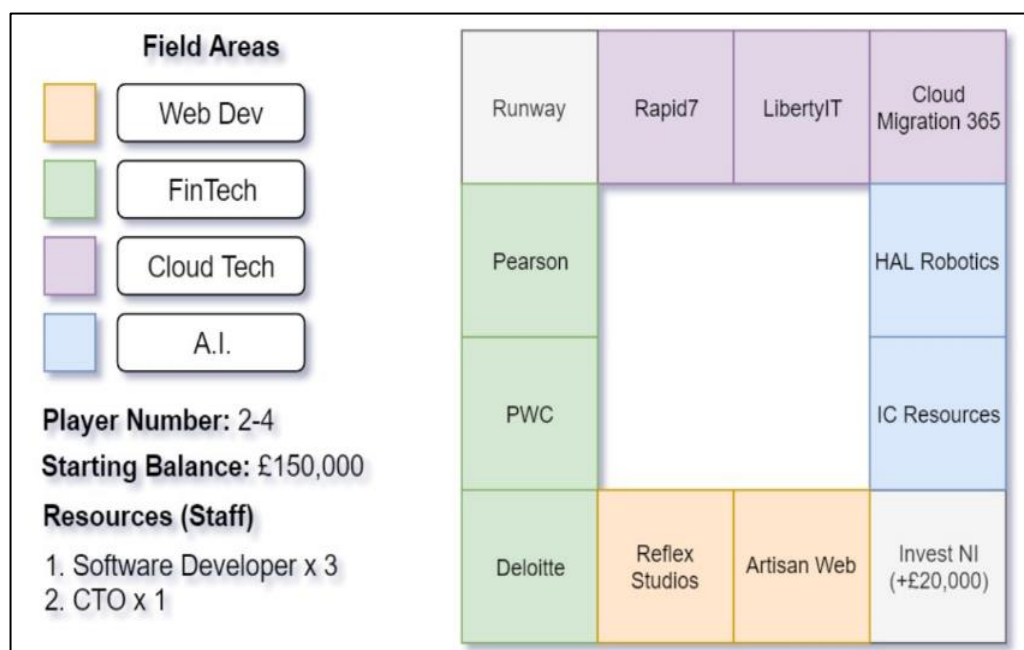 Field Areas
Web Dev
FinTech
Cloud Tech
A.I.
Player Number: 2-4
Starting Balance: £150,000
Resources (Staff)
1. Software Developer x 3
2. CTO x 1
Runway
Rapid7
LibertyIT
Cloud
Migration 365
Pearson
HAL Robotics
PWC
IC Resources
Deloitte
Reflex
Studios
Artisan Web
Invest NI
(+£20,000)